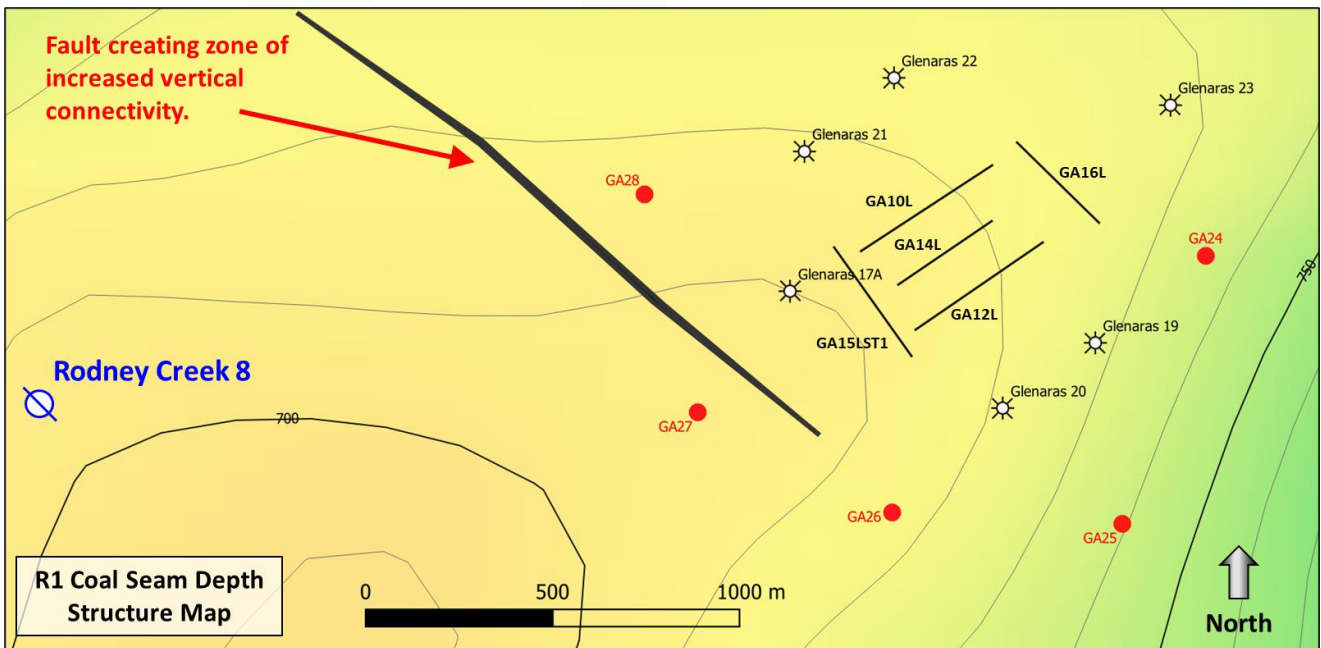 Fault creating zone of
increased vertical
connectivity.
Glenaras 22
Glenaras 23
Glenaras 21
GA16L
GA28
GA10L
GA14L
GA24
Glenaras 17A
750
GA12L
Glenaras 19
GA15LST1
Rodney Creek 8
Glenaras 20
700
GA27
GA26
GA25
R1 Coal Seam Depth
Structure Map
0 500 1000 m
North